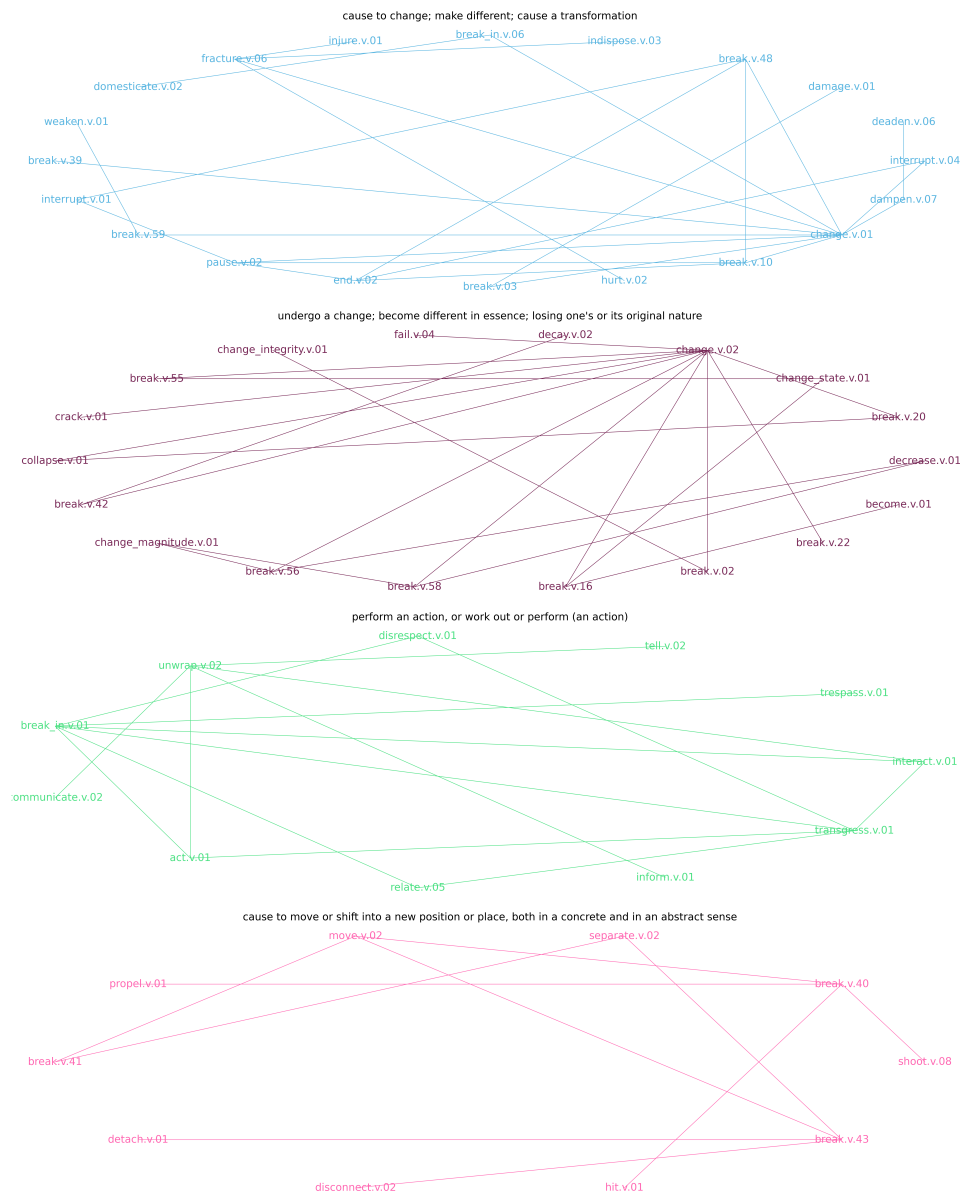 cause to change; make different; cause a transformation
break_in.v.06
injure.v.01
indispose.v.03
fracture.v.06
break.v.48
domesticate.v.02
damage.v.01
weaken.v.01
deaden.v.06
break.v.39
interrupt.v.04
interrupt.v.01
dampen.v.07
break.v.59
change.v.01
pause.v.02
break.v.10
end.v.02
hurt.v.02
break.v.03
undergo a change; become different in essence; losing one's or its original nature
fail.v.04
decay.v.02
change_integrity.v.01
change.v.02
break.v.55
change_state.v.01
crack.v.01
break.v.20
collapse.v.01
decrease.v.01
break.v.42
become.v.01
change_magnitude.v.01
break.v.22
break.v.56
break.v.02
break.v.58
break.v.16
perform an action, or work out or perform (an action)
disrespect.v.01
tell.v.02
unwrap.v.02
trespass.v.01
break_in.v.01
interact.v.01
ommunicate.v.02
transgress.v.01
act.v.01
inform.v.01
relate.v.05
cause to move or shift into a new position or place, both in a concrete and in an abstract sense
move.v.02
separate.v.02
propel.v.01
break.v.40
break.v.41
shoot.v.08
detach.v.01
break.v.43
disconnect.v.02
hit.v.01